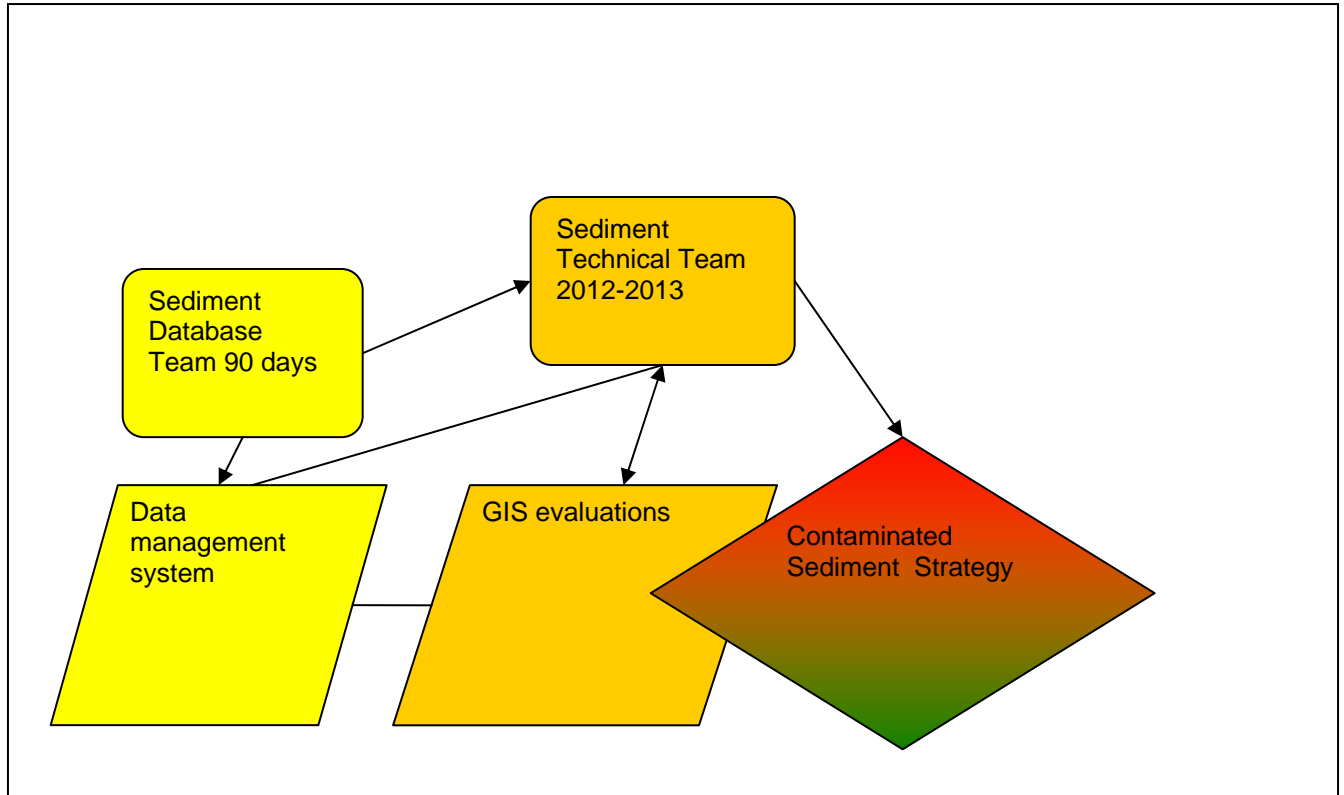 Sediment
Technical Team
2012-2013
Sediment
Database
Team 90 days
Data
management
system
GIS evaluations
Contaminated
Sediment  Strategy